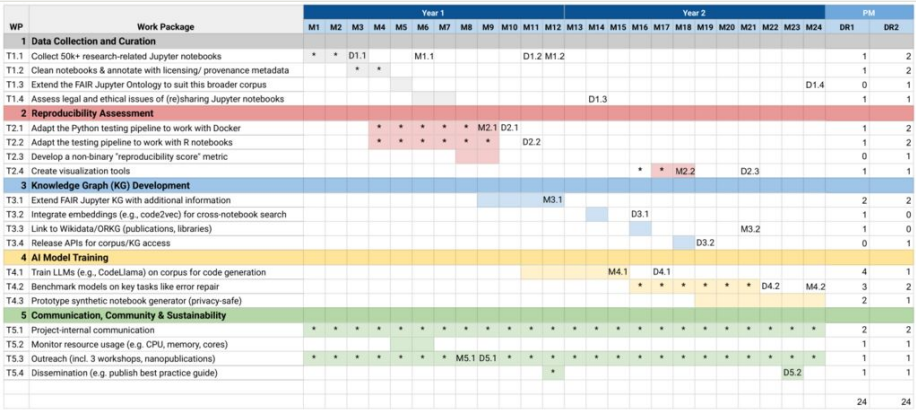 Year 1 Year 2 PM
WP Work Package M1 M2 M3 M4 M5 M6 M7 M8 M9 M10 M11 M12 M13 M14 M15 M16 M17 M18 M19 M20 M21 M22 M23 M24 DR1 DR2
1 Data Collection and Curation
T1.1 Collect 50k+ research-related Jupyter notebooks * * D1.1 M1.1 D1.2 M1.2 1 2
T1.2 Clean notebooks & annotate with licensing/ provenance metadata * * 1 2
T1.3 Extend the FAIR Jupyter Ontology to suit this broader corpus D1.4 0 1
T1.4 Assess legal and ethical issues of (re)sharing Jupyter notebooks D1.3 1 1
2 Reproducibility Assessment
T2.1 Adapt the Python testing pipeline to work with Docker * * * * * M2.1 D2.1 1 2
T2.2 Adapt the testing pipeline to work with R notebooks * * * * * * D2.2 1 2
T2.3 Develop a non-binary "reproducibility score" metric 0 1
T2.4 Create visualization tools * * M2.2 D2.3 1 1
3 Knowledge Graph (KG) Development
T3.1 Extend FAIR Jupyter KG with additional information M3.1 2 2
T3.2 Integrate embeddings (e.g., code2vec) for cross-notebook search D3.1 1 0
T3.3 Link to Wikidata/ORKG (publications, libraries) M3.2 1 0
T3.4 Release APIs for corpus/KG access D3.2 0 1
4 AI Model Training
T4.1 Train LLMs (e.g., CodeLlama) on corpus for code generation M4.1 D4.1 4 1
T4.2 Benchmark models on key tasks like error repair * * * * * * D4.2 M4.2 3 2
T4.3 Prototype synthetic notebook generator (privacy-safe) 2 1
5 Communication, Community & Sustainability
T5.1 Project-internal communication * * * * * * * * * * * * * * * * * * * * * * * * 2 2
T5.2 Monitor resource usage (e.g. CPU, memory, cores) 1 1
T5.3 Outreach (incl. 3 workshops, nanopublications) * * * * * * * M5.1 D5.1 * * * * * * * * * * * * * * * 1 1
T5.4 Dissemination (e.g. publish best practice guide) * D5.2 1 1
24 24